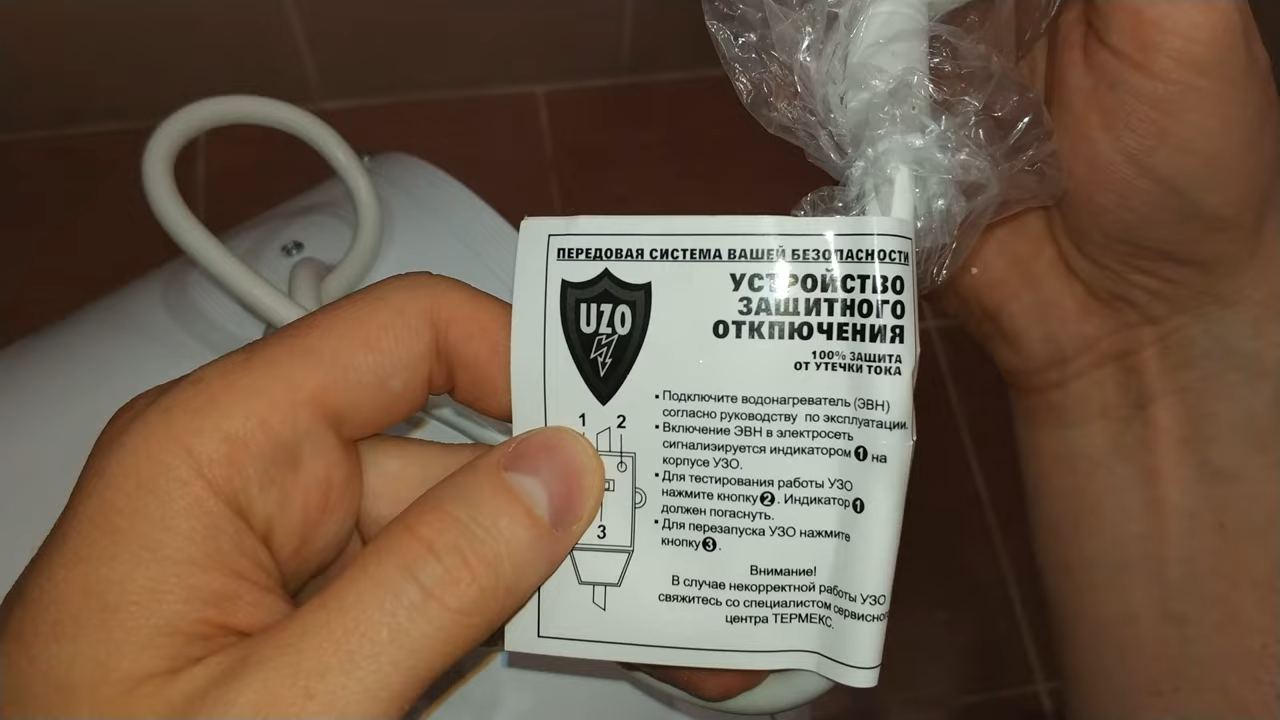 ПЕРЕДОВАЯ СИСТЕМА ВАШЕЙ БЕЗОПАСНОСТИ
UZO
УСТРОЙСТВО
ЗАЩИТНОГО
ОТКЛЮЧЕНИЯ
100% ЗАЩИТА
ОТ УТЕЧКИ ТОКА
1 2
3
▪ Подключите водонагреватель (ЭВН)
согласно руководству по эксплуатации.
▪ Включение ЭВН в электросеть
сигнализируется индикатором 1 на
корпусе УЗО.
▪ Для тестирования работы УЗО
нажмите кнопку 2. Индикатор 1
должен погаснуть.
▪ Для перезапуска УЗО нажмите
кнопку 3.
Внимание!
В случае некорректной работы УЗО
свяжитесь со специалистом сервисно
центра ТЕРМЕКС.